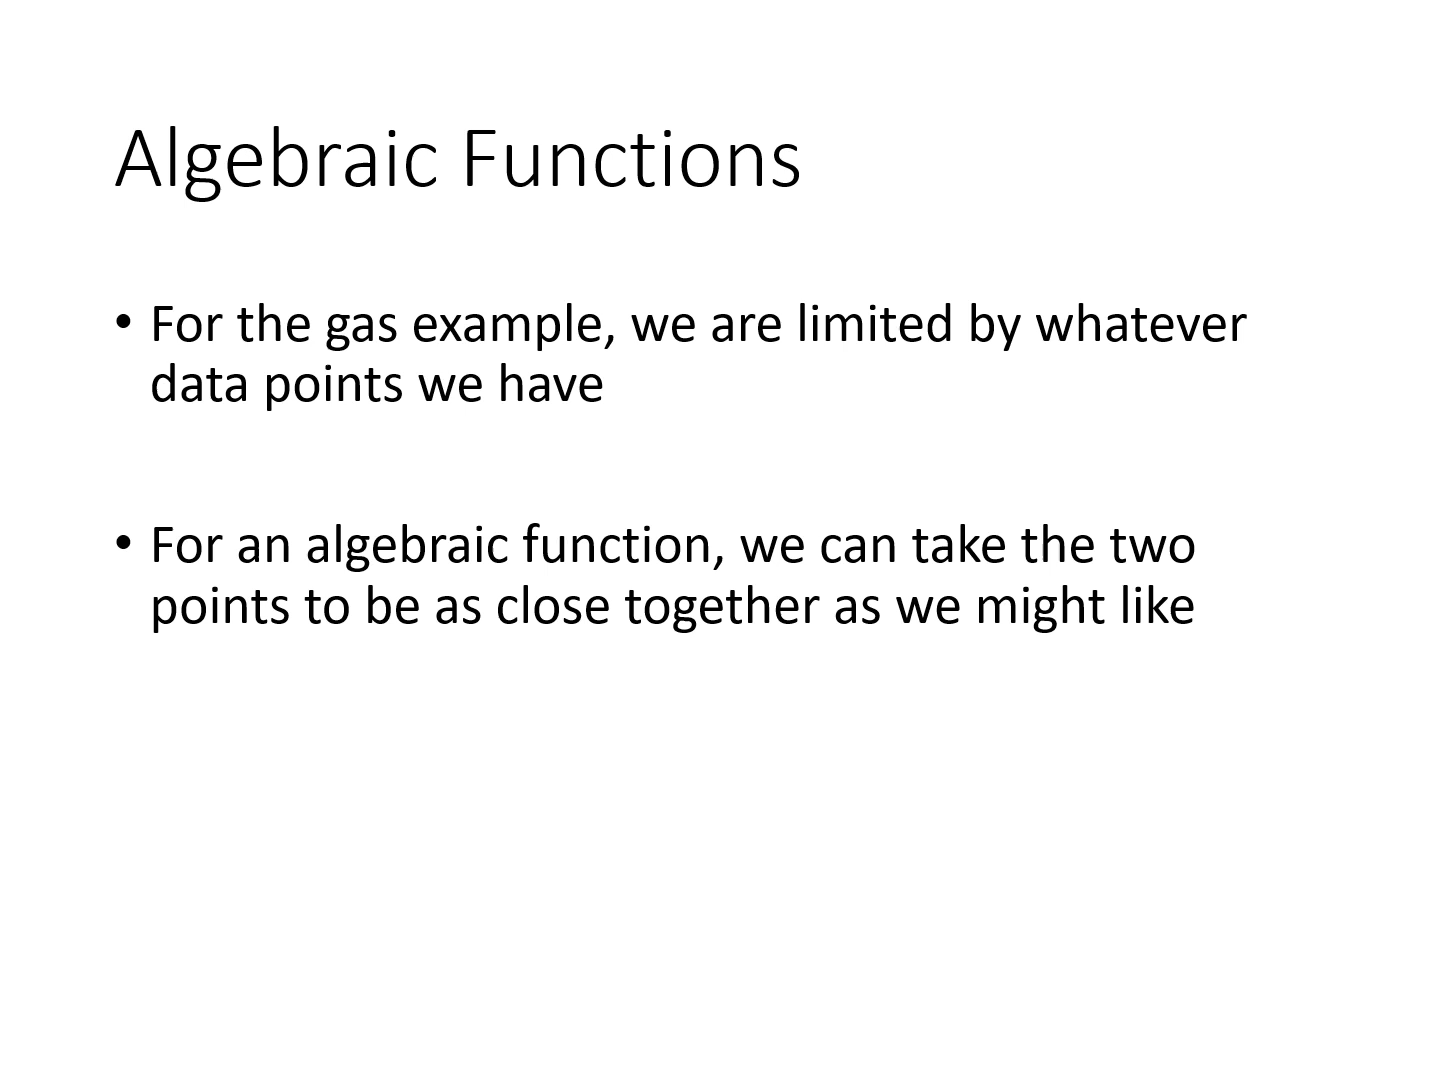 Algebraic Functions
• For the gas example, we are limited by whatever
data points we have
• For an algebraic function, we can take the two
points to be as close together as we might like